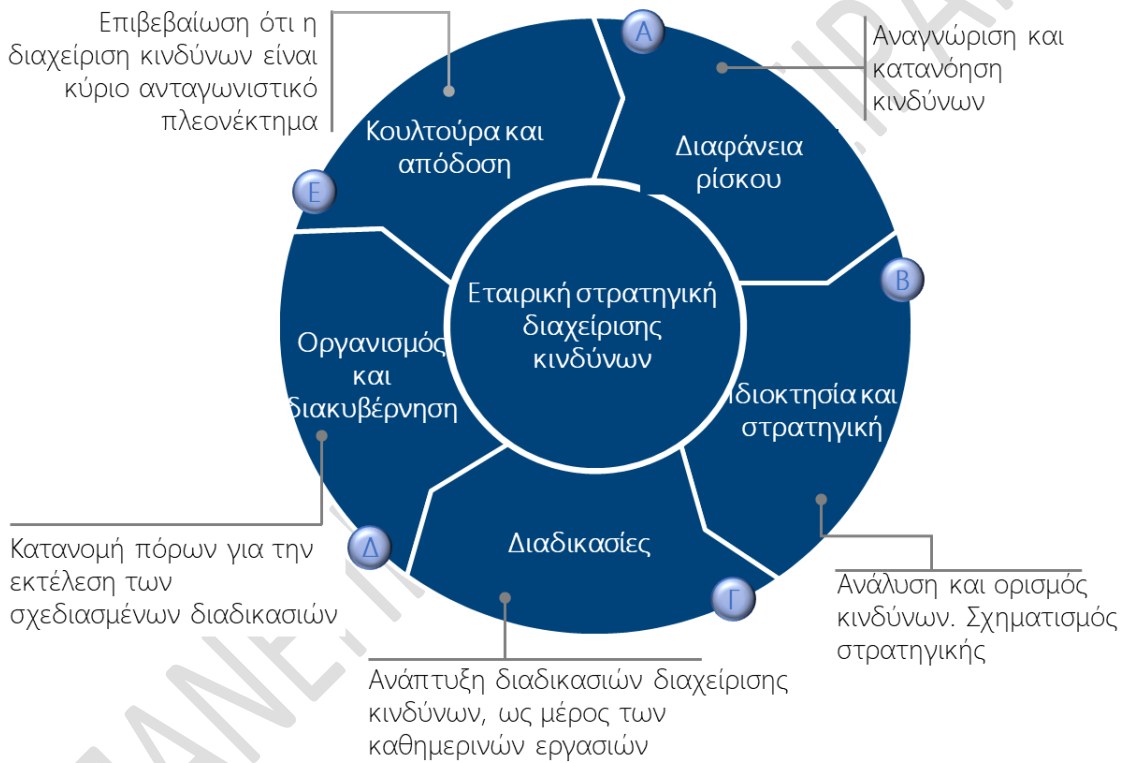 Επιβεβαίωση ότι η
διαχείριση κινδύνων είναι
κύριο ανταγωνιστικό
πλεονέκτημα
Α
Αναγνώριση και
κατανόηση
κινδύνων
Κουλτούρα και
απόδοση
Διαφάνεια
ρίσκου
Ε
Β
Εταιρική στρατηγική
διαχείρισης
κινδύνων
Οργανισμός
και
διακυβέρνηση
Ιδιοκτησία και
στρατηγική
Διαδικασίες
Δ
Γ
Κατανομή πόρων για την
εκτέλεση των
σχεδιασμένων διαδικασιών
Ανάλυση και ορισμός
κινδύνων. Σχηματισμός
στρατηγικής
Ανάπτυξη διαδικασιών διαχείρισης
κινδύνων, ως μέρος των
καθημερινών εργασιών